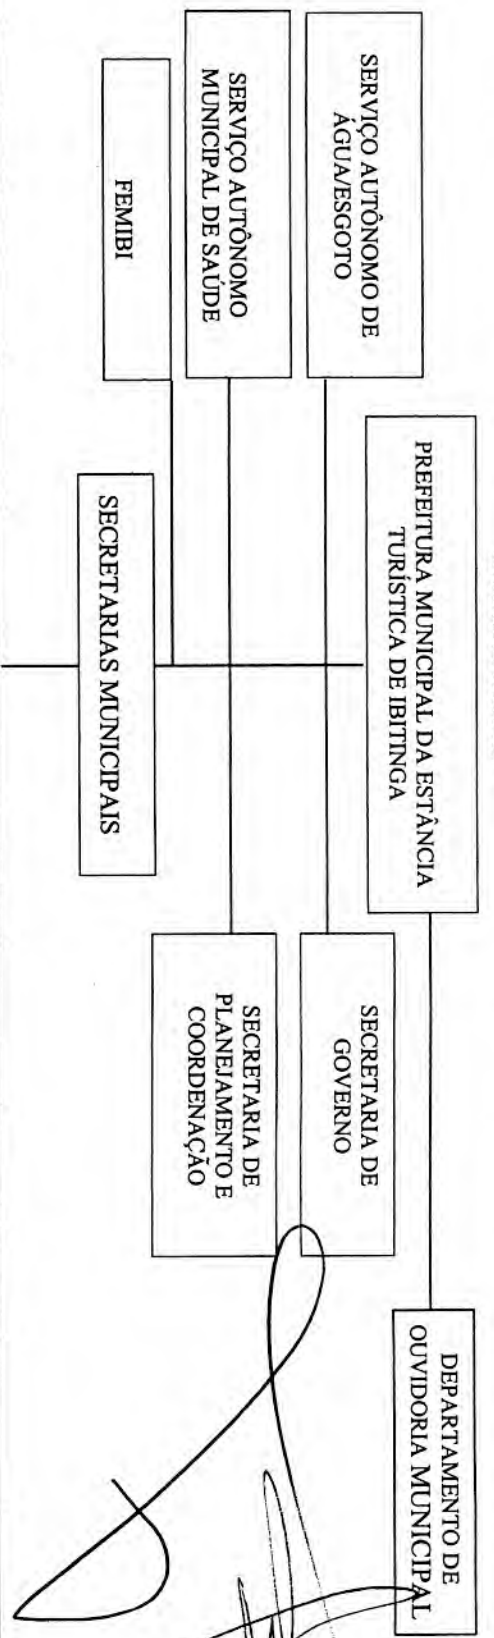 PREFEITURA MUNICIPAL DA ESTÂNCIA
TURÍSTICA DE IBITINGA
DEPARTAMENTO DE
OUVIDORIA MUNICIPAL
SERVIÇO AUTÔNOMO DE
ÁGUA/ESGOTO
SECRETARIA DE
GOVERNO
SERVIÇO AUTÔNOMO
MUNICIPAL DE SAÚDE
SECRETARIA DE
PLANEJAMENTO E
COORDENAÇÃO
FEMIBI
SECRETARIAS MUNICIPAIS